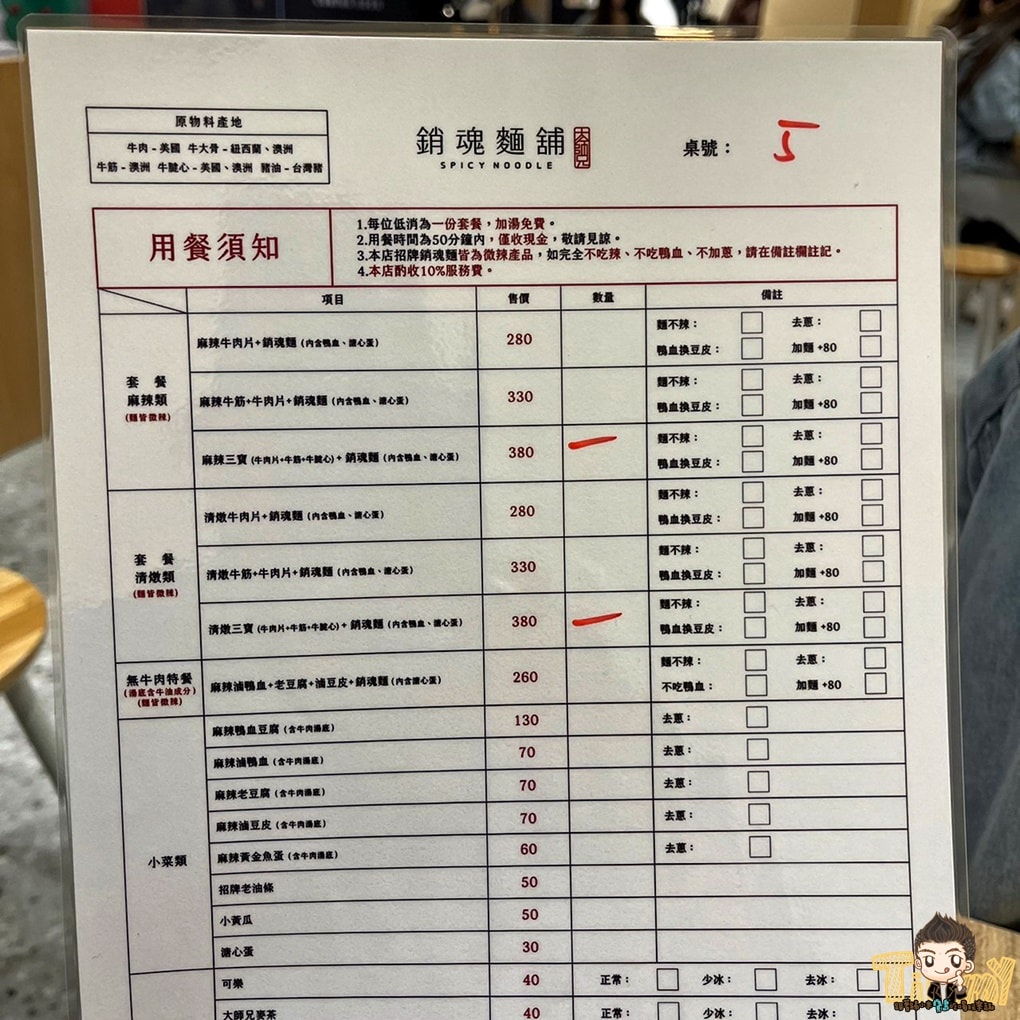 原物料產地
牛肉－美國 牛大骨－紐西蘭、澳洲
牛筋－澳洲 牛腱心－美國、澳洲 豬油－台灣豬
銷魂麵舖
SPICY NOODLE
桌號： 5
用餐須知
1.每位低消為一份套餐，加湯免費。
2.用餐時間為50分鐘內，僅收現金，敬請見諒。
3.本店招牌銷魂麵皆為微辣產品，如完全不吃辣、不吃鴨血、不加蔥，請在備註欄註記。
4.本店酌收10%服務費。
項目 售價 數量 備註
套餐
麻辣類
(麵皆微辣)
麻辣牛肉片+銷魂麵 (內含鴨血、溏心蛋) 280 麵不辣： 去蔥：
鴨血換豆皮： 加麵 +80
麻辣牛筋+牛肉片+銷魂麵 (內含鴨血、溏心蛋) 330 麵不辣： 去蔥：
鴨血換豆皮： 加麵 +80
麻辣三寶 (牛肉片+牛筋+牛腱心) + 銷魂麵 (內含鴨血、溏心蛋) 380 麵不辣： 去蔥：
鴨血換豆皮： 加麵 +80
套餐
清燉類
(麵皆微辣)
清燉牛肉片+銷魂麵 (內含鴨血、溏心蛋) 280 麵不辣： 去蔥：
鴨血換豆皮： 加麵 +80
清燉牛筋+牛肉片+銷魂麵 (內含鴨血、溏心蛋) 330 麵不辣： 去蔥：
鴨血換豆皮： 加麵 +80
清燉三寶 (牛肉片+牛筋+牛腱心) + 銷魂麵 (內含鴨血、溏心蛋) 380 麵不辣： 去蔥：
鴨血換豆皮： 加麵 +80
無牛肉特餐
(湯底含牛油成分)
(麵皆微辣)
麻辣滷鴨血+老豆腐+滷豆皮+銷魂麵 (內含溏心蛋) 260 麵不辣： 去蔥：
不吃鴨血： 加麵 +80
小菜類
麻辣鴨血豆腐 (含牛肉湯底) 130 去蔥：
麻辣滷鴨血 (含牛肉湯底) 70 去蔥：
麻辣老豆腐 (含牛肉湯底) 70 去蔥：
麻辣滷豆皮 (含牛肉湯底) 70 去蔥：
麻辣黃金魚蛋 (含牛肉湯底) 60 去蔥：
招牌老油條 50
小黃瓜 50
溏心蛋 30
可樂 40 正常： 少冰： 去冰：
大師兄麥茶 40 正常： 少冰： 去冰：